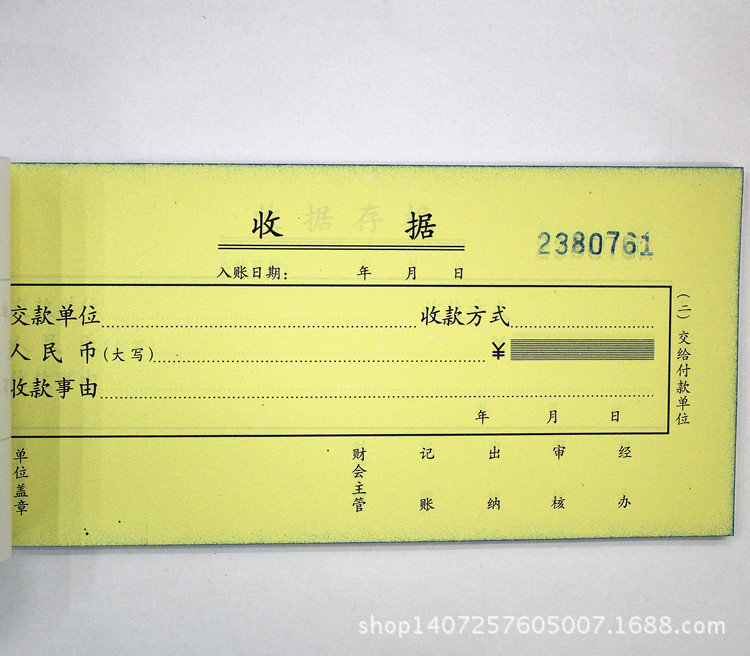 收据
2380761
入账日期： 年 月 日
交款单位 收款方式
人民币(大写) ¥
收款事由
年 月 日
(二)交给付款单位
单位盖章 财会主管 记账 出纳 审核 经办
shop1407257605007.1688.com